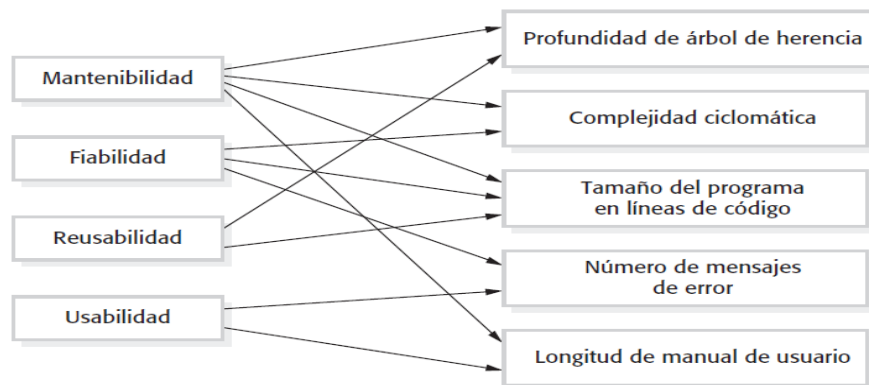 Mantenibilidad
Fiabilidad
Reusabilidad
Usabilidad
Profundidad de árbol de herencia
Complejidad ciclomática
Tamaño del programa
en líneas de código
Número de mensajes
de error
Longitud de manual de usuario